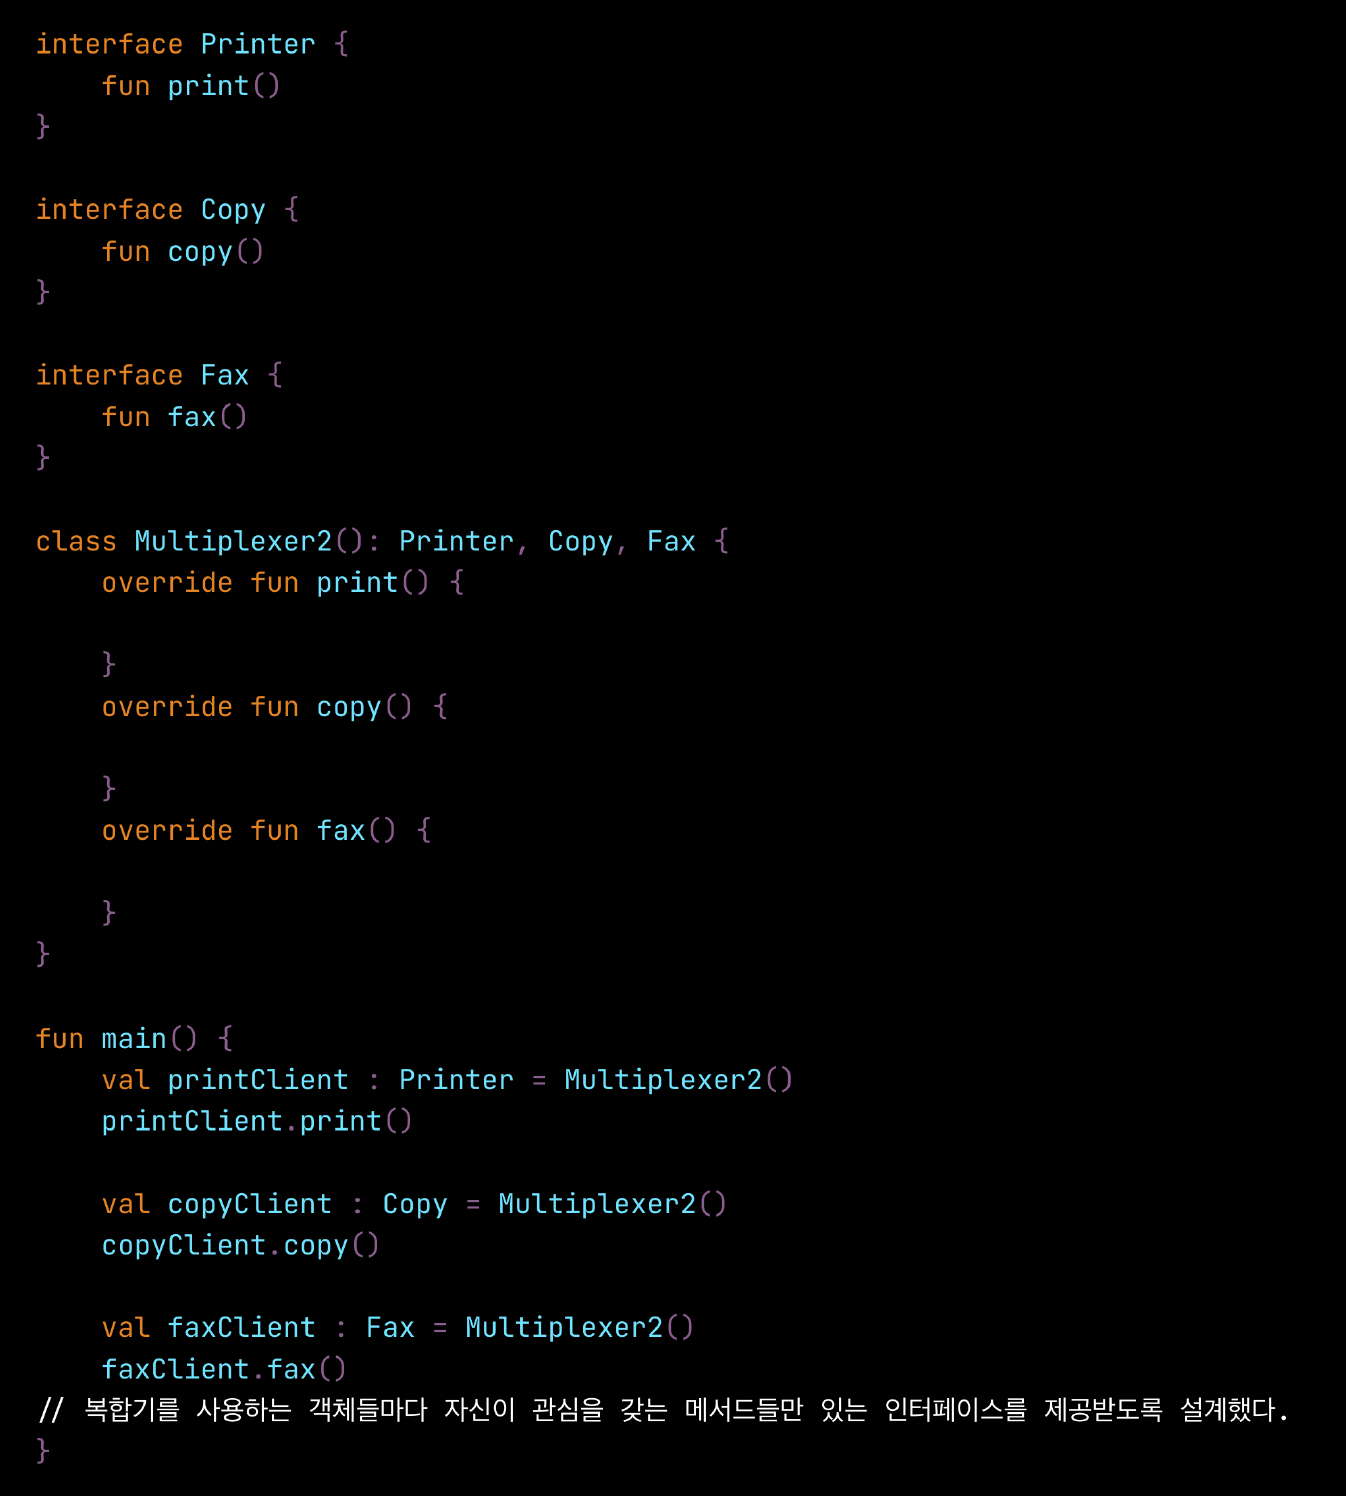 interface Printer {
    fun print()
}
interface Copy {
    fun copy()
}
interface Fax {
    fun fax()
}
class Multiplexer2(): Printer, Copy, Fax {
    override fun print() {
    }
    override fun copy() {
    }
    override fun fax() {
    }
}
fun main() {
    val printClient : Printer = Multiplexer2()
    printClient.print()
    val copyClient : Copy = Multiplexer2()
    copyClient.copy()
    val faxClient : Fax = Multiplexer2()
    faxClient.fax()
// 복합기를 사용하는 객체들마다 자신이 관심을 갖는 메서드들만 있는 인터페이스를 제공받도록 설계했다.
}